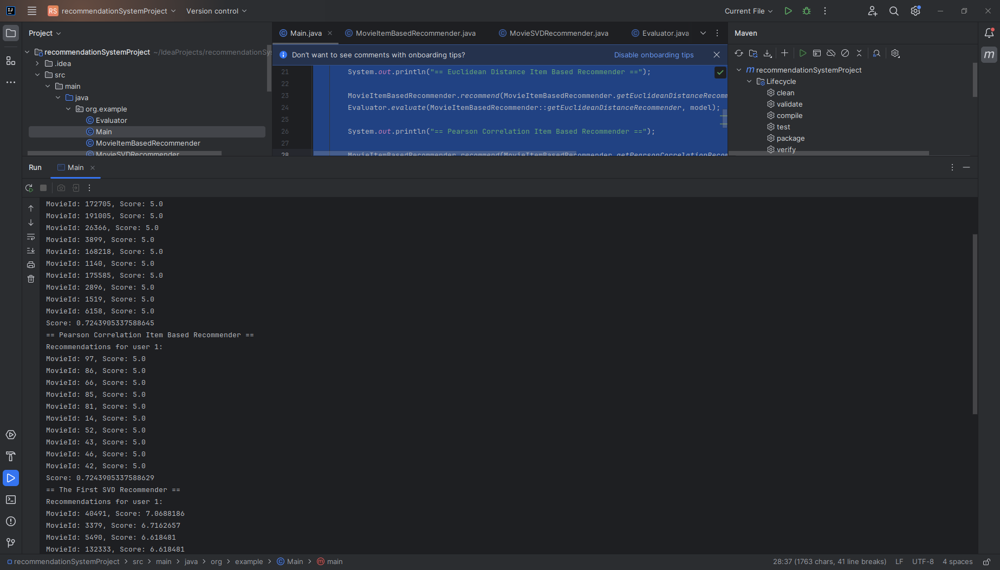 RS recommendationSystemProject Version control Current File
Project
recommendationSystemProject ~/IdeaProjects/recommendationSy
.idea
src
main
java
org.example
Evaluator
Main
MovieItemBasedRecommender
MovieSVDRecommender
Main.java MovieItemBasedRecommender.java MovieSVDRecommender.java Evaluator.java
Don't want to see comments with onboarding tips? Disable onboarding tips
21 System.out.println("== Euclidean Distance Item Based Recommender ==");
22
23 MovieItemBasedRecommender.recommend(MovieItemBasedRecommender.getEuclideanDistanceRecomm
24 Evaluator.evaluate(MovieItemBasedRecommender::getEuclideanDistanceRecommender, model);
25
26 System.out.println("== Pearson Correlation Item Based Recommender ==");
27
28 MovieItemBasedRecommender.recommend(MovieItemBasedRecommender.getPearsonCorrelationRecom
Maven
m recommendationSystemProject
Lifecycle
clean
validate
compile
test
package
verify
m
Run Main
MovieId: 172705, Score: 5.0
MovieId: 191005, Score: 5.0
MovieId: 26366, Score: 5.0
MovieId: 3899, Score: 5.0
MovieId: 168218, Score: 5.0
MovieId: 1140, Score: 5.0
MovieId: 175585, Score: 5.0
MovieId: 2896, Score: 5.0
MovieId: 1519, Score: 5.0
MovieId: 6158, Score: 5.0
Score: 0.7243905337588645
== Pearson Correlation Item Based Recommender ==
Recommendations for user 1:
MovieId: 97, Score: 5.0
MovieId: 86, Score: 5.0
MovieId: 66, Score: 5.0
MovieId: 85, Score: 5.0
MovieId: 81, Score: 5.0
MovieId: 14, Score: 5.0
MovieId: 52, Score: 5.0
MovieId: 43, Score: 5.0
MovieId: 46, Score: 5.0
MovieId: 42, Score: 5.0
Score: 0.7243905337588629
== The First SVD Recommender ==
Recommendations for user 1:
MovieId: 40491, Score: 7.0688186
MovieId: 3379, Score: 6.7162657
MovieId: 5490, Score: 6.618481
MovieId: 132333, Score: 6.618481
recommendationSystemProject > src > main > java > org > example > Main > main 28:37 (1763 chars, 41 line breaks) LF UTF-8 4 spaces